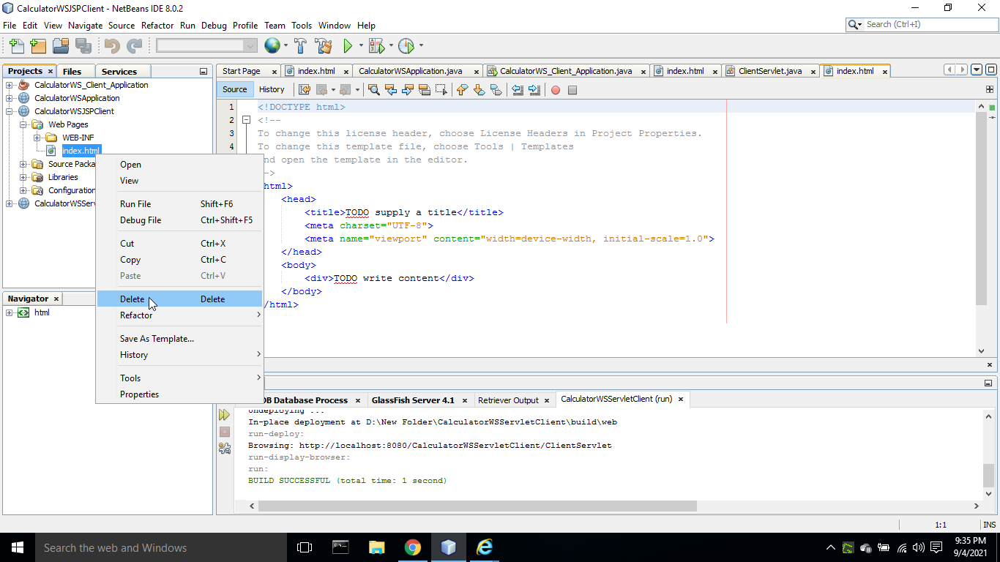 CalculatorWSJSPClient - NetBeans IDE 8.0.2
File Edit View Navigate Source Refactor Run Debug Profile Team Tools Window Help
Search (Ctrl+I)
Projects Files Services
CalculatorWS_Client_Application
CalculatorWSApplication
CalculatorWSJSPClient
Web Pages
WEB-INF
index.html
Source Packa
Libraries
Configuration
CalculatorWSServ
Open
View
Run File Shift+F6
Debug File Ctrl+Shift+F5
Cut Ctrl+X
Copy Ctrl+C
Paste Ctrl+V
Delete Delete
Refactor
Save As Template...
History
Tools
Properties
Navigator
html
Start Page index.html CalculatorWSApplication.java CalculatorWS_Client_Application.java index.html ClientServlet.java index.html
Source History
1 <!DOCTYPE html>
2 <!--
3 To change this license header, choose License Headers in Project Properties.
4 To change this template file, choose Tools | Templates
nd open the template in the editor.
->
html>
<head>
<title>TODO supply a title</title>
<meta charset="UTF-8">
<meta name="viewport" content="width=device-width, initial-scale=1.0">
</head>
<body>
<div>TODO write content</div>
</body>
/html>
DB Database Process GlassFish Server 4.1 Retriever Output CalculatorWSServletClient (run)
Undeploying ...
In-place deployment at D:\New Folder\CalculatorWSServletClient\build\web
run-deploy:
Browsing: http://localhost:8080/CalculatorWSServletClient/ClientServlet
run-display-browser:
run:
BUILD SUCCESSFUL (total time: 1 second)
1:1 INS
Search the web and Windows
9:35 PM
9/4/2021